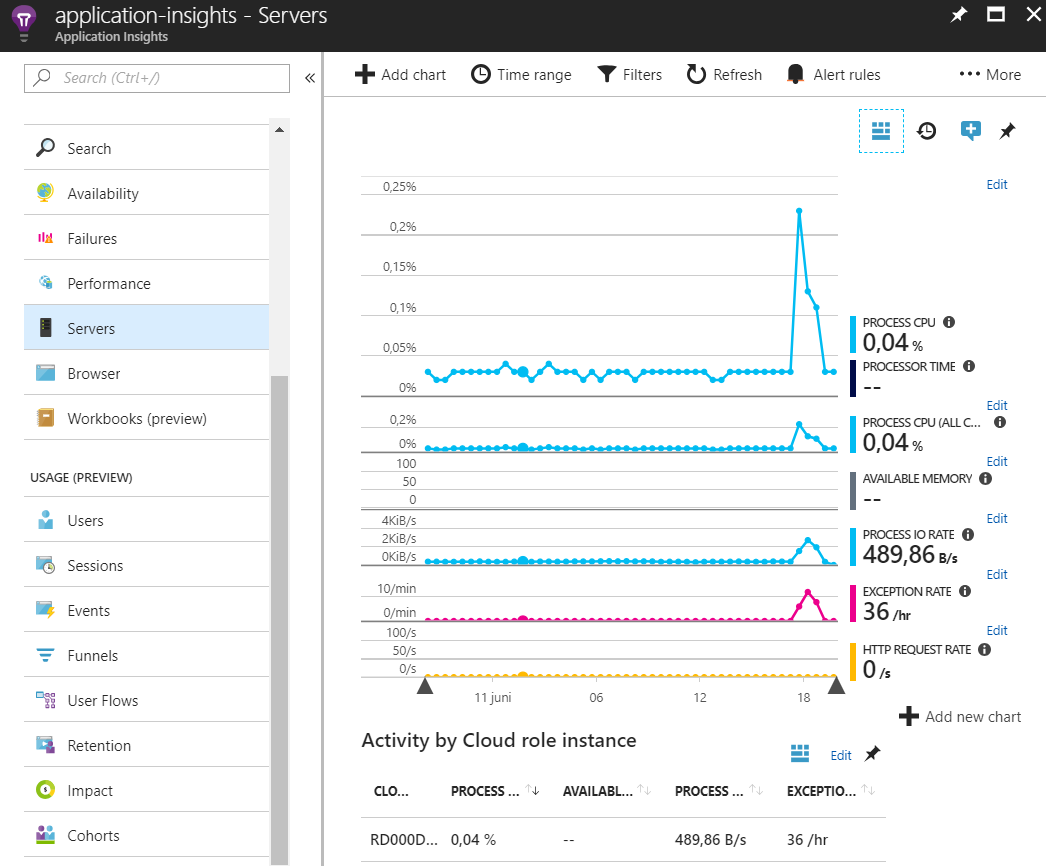 application-insights - Servers
Application Insights
Search (Ctrl+/)
«
Add chart
Time range
Filters
Refresh
Alert rules
••• More
Search
Availability
Failures
Performance
Servers
Browser
Workbooks (preview)
USAGE (PREVIEW)
Users
Sessions
Events
Funnels
User Flows
Retention
Impact
Cohorts
Edit
0,25%
0,2%
0,15%
0,1%
0,05%
0%
PROCESS CPU
0,04 %
PROCESSOR TIME
--
Edit
0,2%
0%
PROCESS CPU (ALL C...
0,04 %
Edit
100
50
0
AVAILABLE MEMORY
--
Edit
4KiB/s
2KiB/s
0KiB/s
PROCESS IO RATE
489,86 B/s
Edit
10/min
0/min
EXCEPTION RATE
36 /hr
Edit
100/s
50/s
0/s
HTTP REQUEST RATE
0 /s
11 juni 06 12 18
Add new chart
Activity by Cloud role instance
Edit
CLO... PROCESS ... AVAILABL... PROCESS ... EXCEPTIO...
RD000D... 0,04 % -- 489,86 B/s 36 /hr